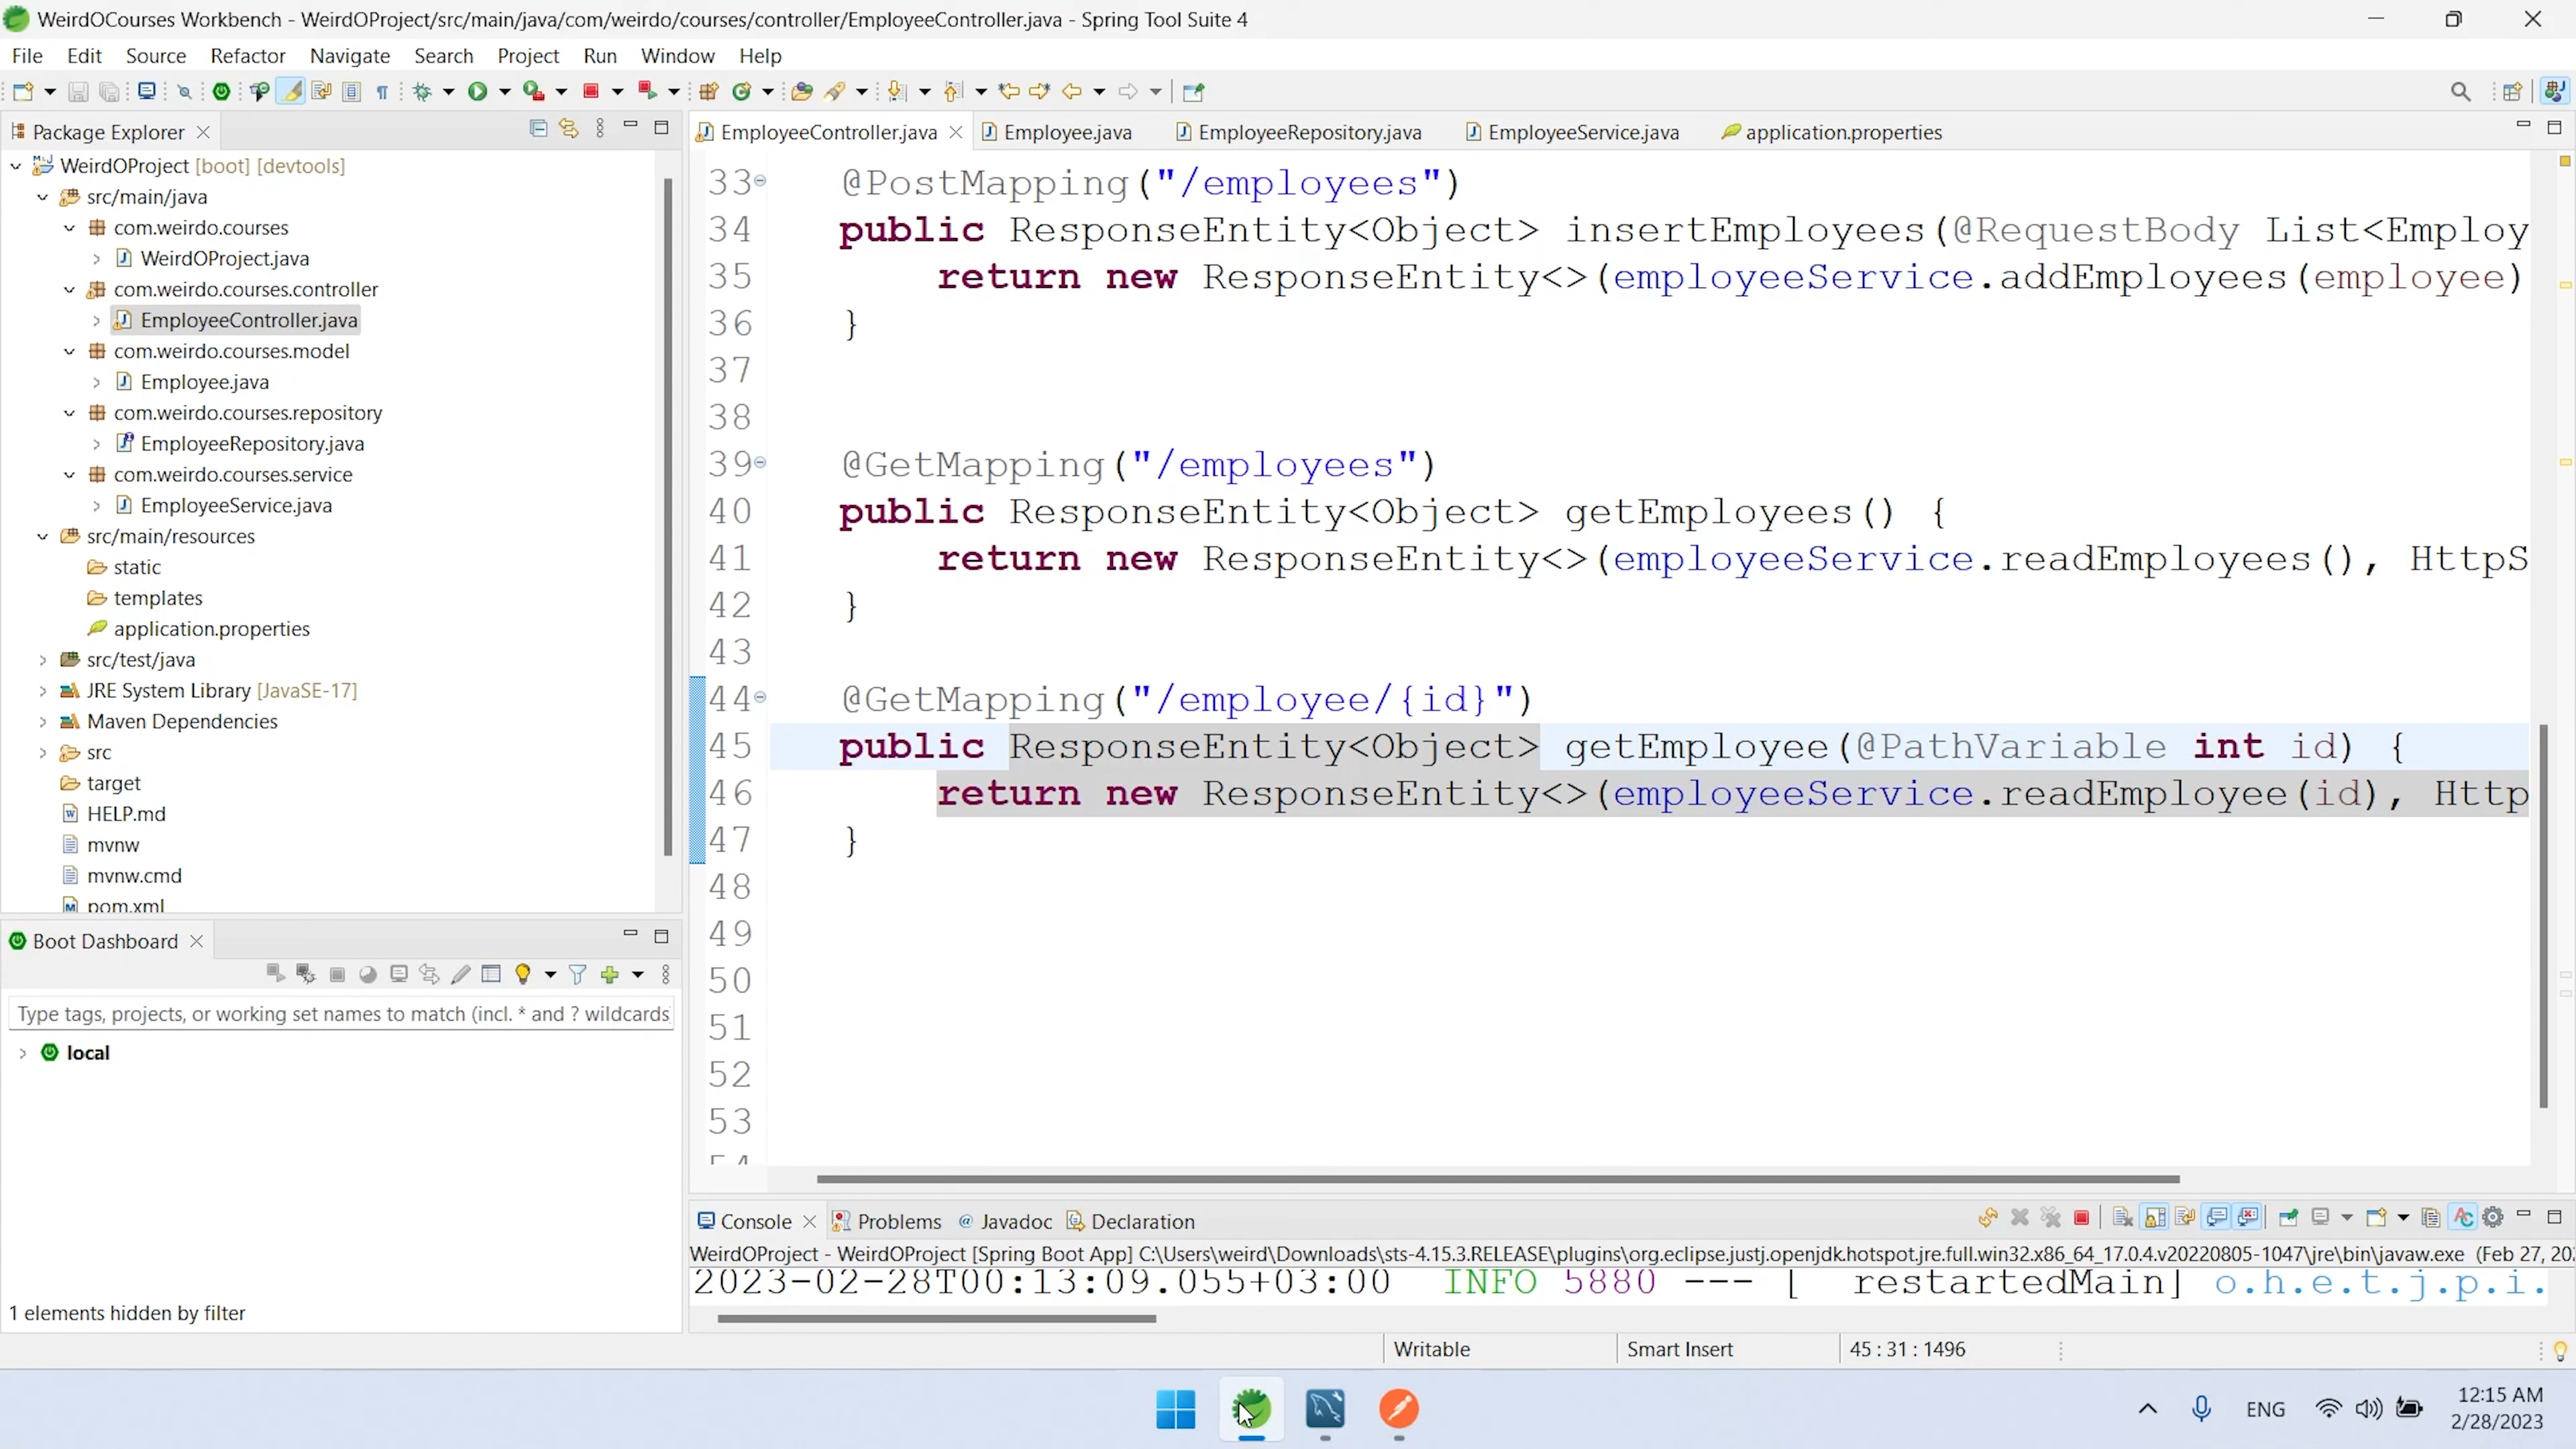 WeirdOCourses Workbench - WeirdOProject/src/main/java/com/weirdo/courses/controller/EmployeeController.java - Spring Tool Suite 4
File Edit Source Refactor Navigate Search Project Run Window Help
Package Explorer
WeirdOProject [boot] [devtools]
src/main/java
com.weirdo.courses
WeirdOProject.java
com.weirdo.courses.controller
EmployeeController.java
com.weirdo.courses.model
Employee.java
com.weirdo.courses.repository
EmployeeRepository.java
com.weirdo.courses.service
EmployeeService.java
src/main/resources
static
templates
application.properties
src/test/java
JRE System Library [JavaSE-17]
Maven Dependencies
src
target
HELP.md
mvnw
mvnw.cmd
pom.xml
Boot Dashboard
Type tags, projects, or working set names to match (incl. * and ? wildcards
local
1 elements hidden by filter
EmployeeController.java Employee.java EmployeeRepository.java EmployeeService.java application.properties
33 @PostMapping("/employees")
34 public ResponseEntity<Object> insertEmployees(@RequestBody List<Employ
35 return new ResponseEntity<>(employeeService.addEmployees(employee)
36 }
37
38
39 @GetMapping("/employees")
40 public ResponseEntity<Object> getEmployees() {
41 return new ResponseEntity<>(employeeService.readEmployees(), HttpS
42 }
43
44 @GetMapping("/employee/{id}")
45 public ResponseEntity<Object> getEmployee(@PathVariable int id) {
46 return new ResponseEntity<>(employeeService.readEmployee(id), Http
47 }
48
49
50
51
52
53
54
Console Problems @ Javadoc Declaration
WeirdOProject - WeirdOProject [Spring Boot App] C:\Users\weird\Downloads\sts-4.15.3.RELEASE\plugins\org.eclipse.justj.openjdk.hotspot.jre.full.win32.x86_64_17.0.4.v20220805-1047\jre\bin\javaw.exe (Feb 27, 202
2023-02-28T00:13:09.055+03:00 INFO 5880 --- [ restartedMain] o.h.e.t.j.p.i.
Writable Smart Insert 45 : 31 : 1496
ENG
12:15 AM
2/28/2023